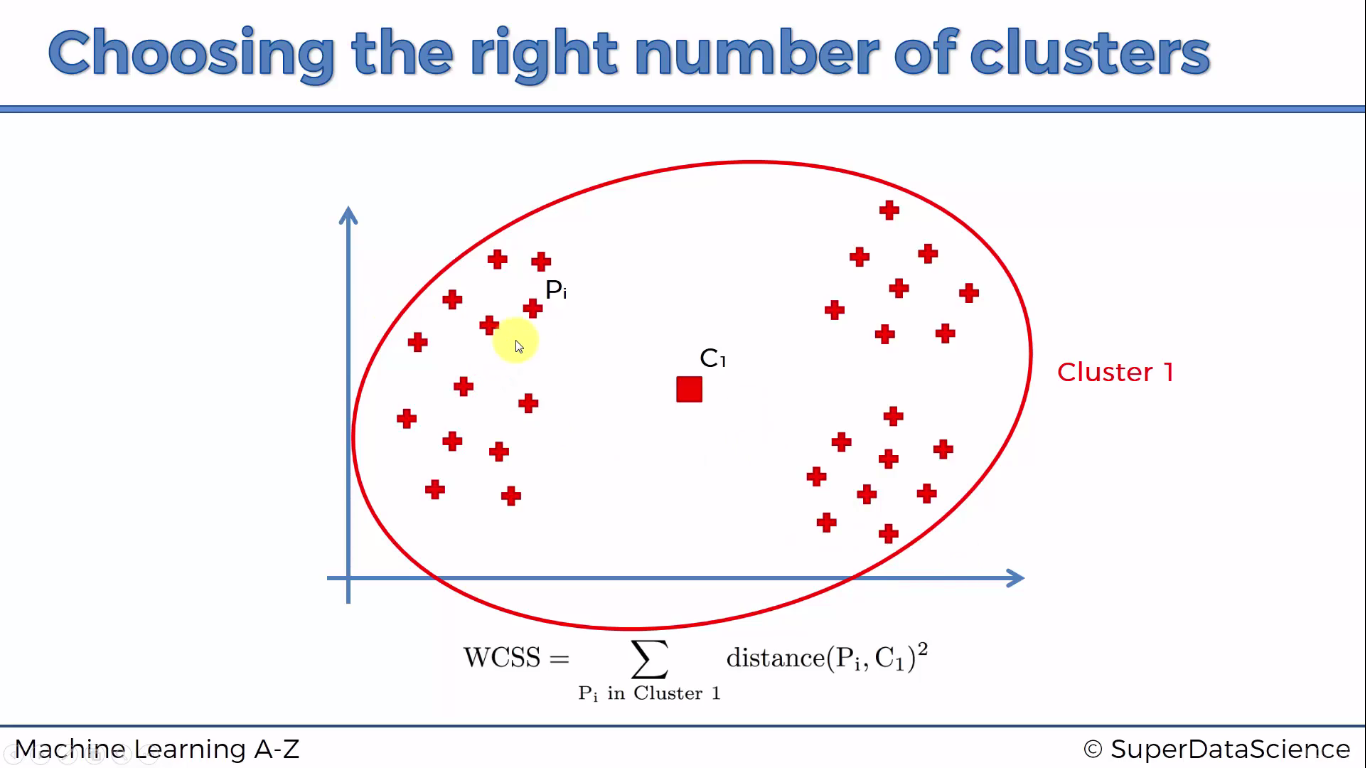 Choosing the right number of clusters
Pᵢ
C₁
Cluster 1
WCSS = ∑ distance(Pᵢ, C₁)²
Pᵢ in Cluster 1
Machine Learning A-Z
© SuperDataScience